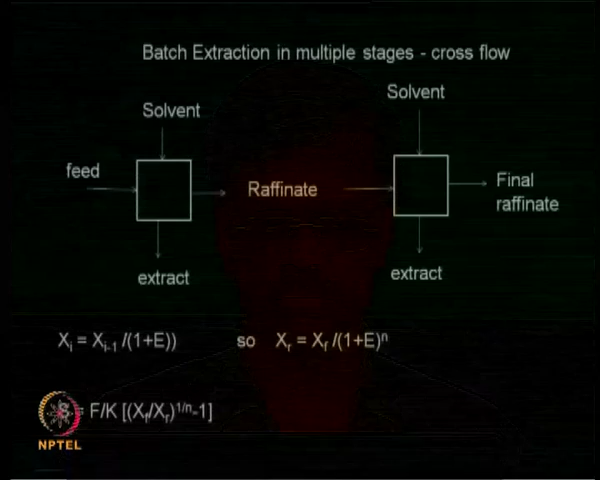 Batch Extraction in multiple stages - cross flow
Solvent
Solvent
feed
Raffinate
Final
raffinate
extract
extract
Xi = Xi-1 /(1+E)) so Xr = Xf /(1+E)n
S = F/K [(Xf/Xr)1/n-1]
NPTEL